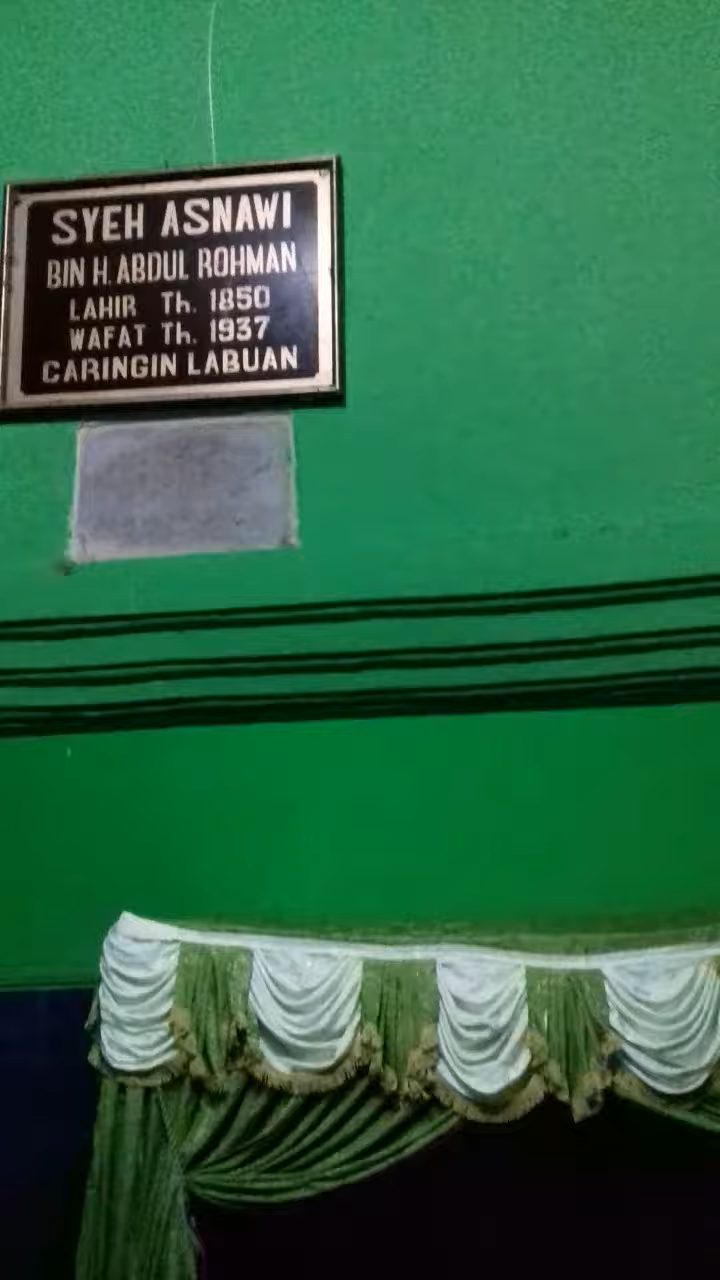 SYEH ASNAWI
BIN H. ABDUL ROHMAN
LAHIR Th. 1850
WAFAT Th. 1937
CARINGIN LABUAN